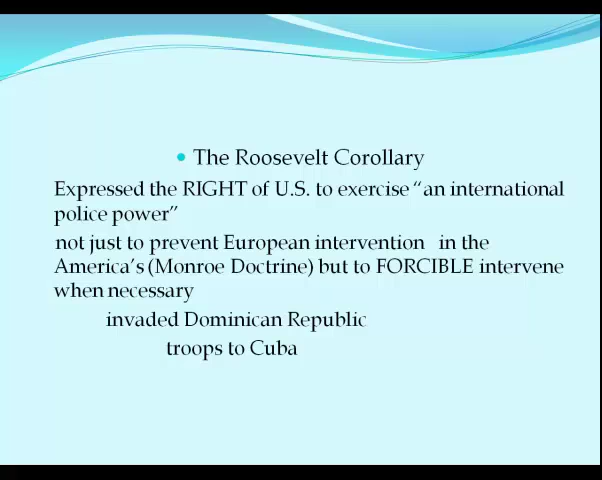 The Roosevelt Corollary
Expressed the RIGHT of U.S. to exercise “an international
police power”
not just to prevent European intervention in the
America’s (Monroe Doctrine) but to FORCIBLE intervene
when necessary
invaded Dominican Republic
troops to Cuba